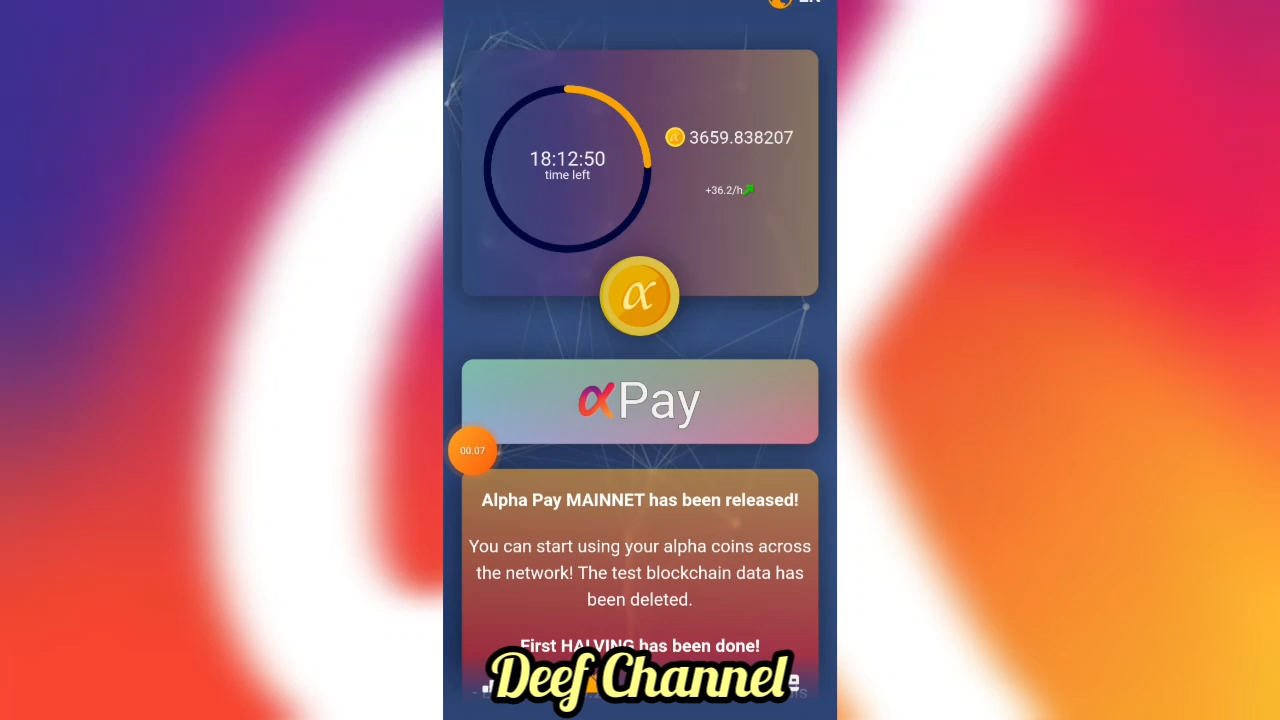 18:12:50
time left
3659.838207
+36.2/h
αPay
00.07
Alpha Pay MAINNET has been released!
You can start using your alpha coins across
the network! The test blockchain data has
been deleted.
First HALVING has been done!
Deef Channel